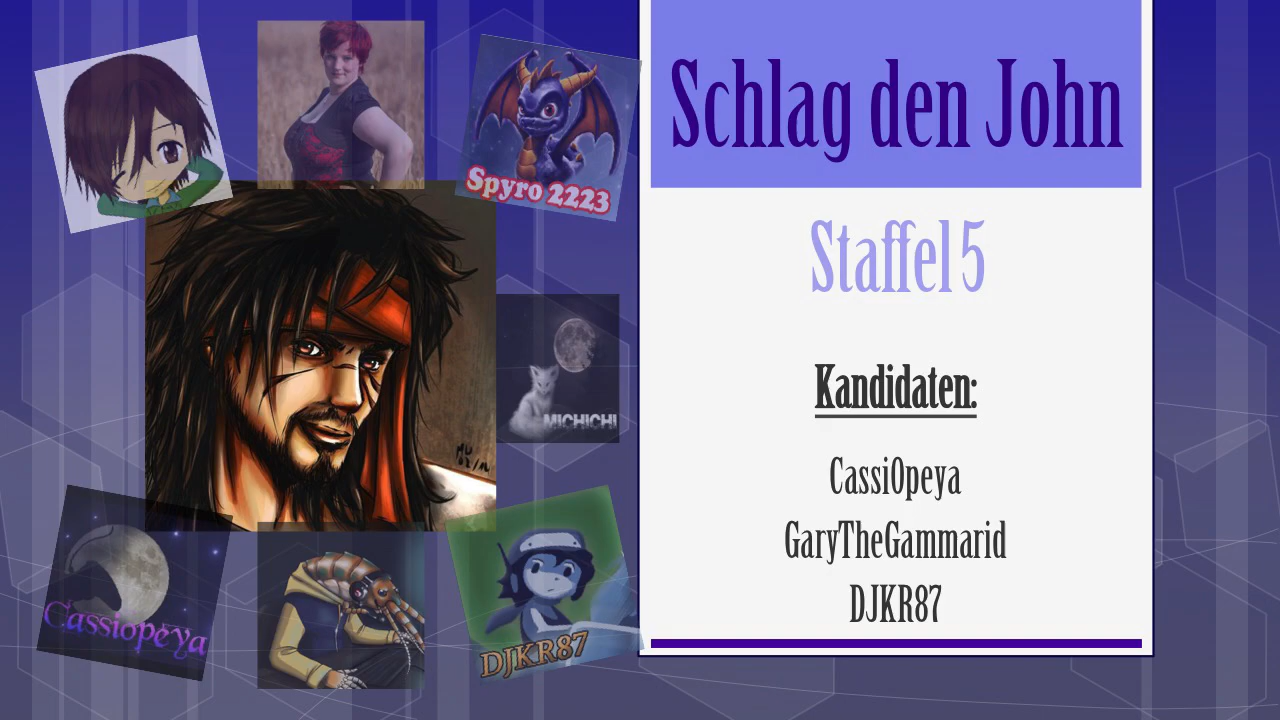 Schlag den John
Staffel 5
Kandidaten:
CassiOpeya
GaryTheGammarid
DJKR87
Spyro 2223
MICHICHI
Cassiopeya
DJKR87